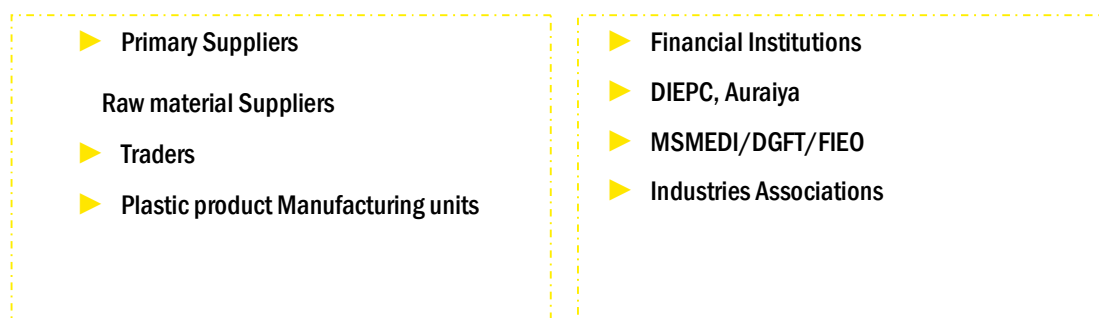 ► Primary Suppliers
Raw material Suppliers
► Traders
► Plastic product Manufacturing units
► Financial Institutions
► DIEPC, Auraiya
► MSMEDI/DGFT/FIEO
► Industries Associations